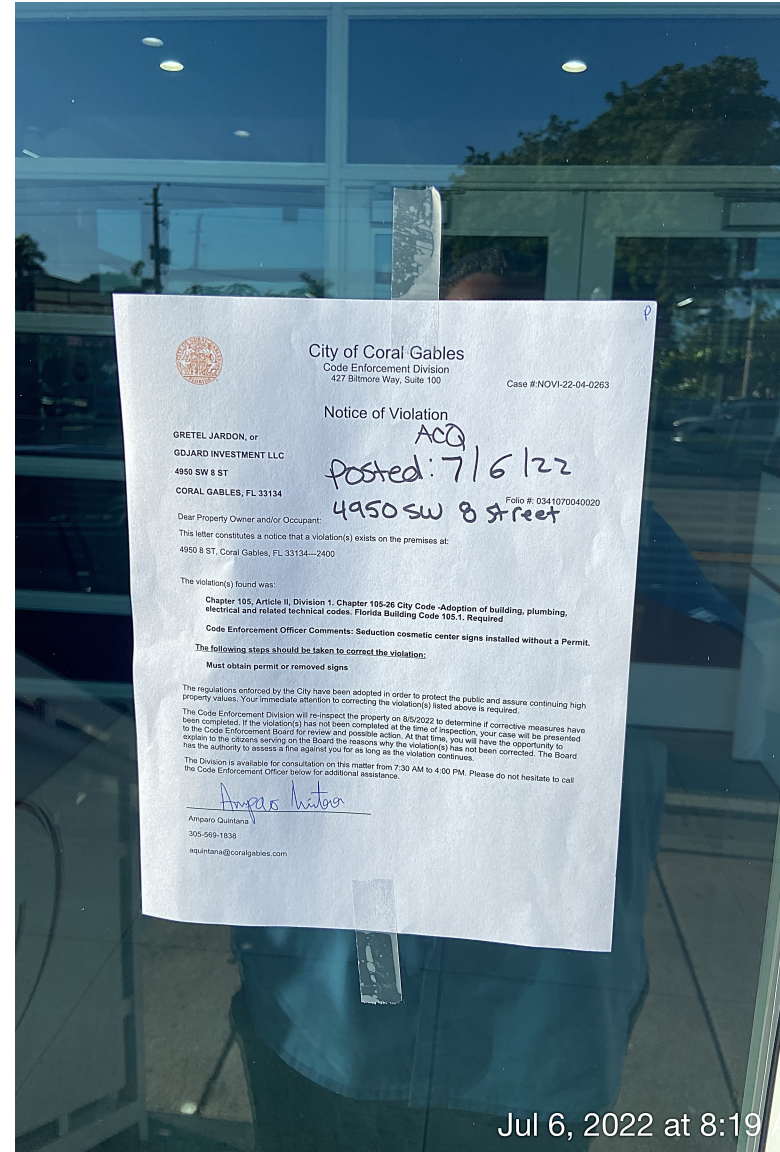 P
City of Coral Gables
Code Enforcement Division
427 Biltmore Way, Suite 100
Case #:NOVI-22-04-0263
Notice of Violation
ACQ
GRETEL JARDON, or
GDJARD INVESTMENT LLC
4950 SW 8 ST
CORAL GABLES, FL 33134
Posted: 7/6/22
Folio #: 0341070040020
4950 SW 8 street
Dear Property Owner and/or Occupant:
This letter constitutes a notice that a violation(s) exists on the premises at:
4950 8 ST, Coral Gables, FL 33134---2400
The violation(s) found was:
Chapter 105, Article II, Division 1. Chapter 105-26 City Code -Adoption of building, plumbing,
electrical and related technical codes. Florida Building Code 105.1. Required
Code Enforcement Officer Comments: Seduction cosmetic center signs installed without a Permit.
The following steps should be taken to correct the violation:
Must obtain permit or removed signs
The regulations enforced by the City have been adopted in order to protect the public and assure continuing high
property values. Your immediate attention to correcting the violation(s) listed above is required.
The Code Enforcement Division will re-inspect the property on 8/5/2022 to determine if corrective measures have
been completed. If the violation(s) has not been completed at the time of inspection, your case will be presented
to the Code Enforcement Board for review and possible action. At that time, you will have the opportunity to
explain to the citizens serving on the Board the reasons why the violation(s) has not been corrected. The Board
has the authority to assess a fine against you for as long as the violation continues.
The Division is available for consultation on this matter from 7:30 AM to 4:00 PM. Please do not hesitate to call
the Code Enforcement Officer below for additional assistance.
Amparo Quintana
305-569-1838
aquintana@coralgables.com
Jul 6, 2022 at 8:19